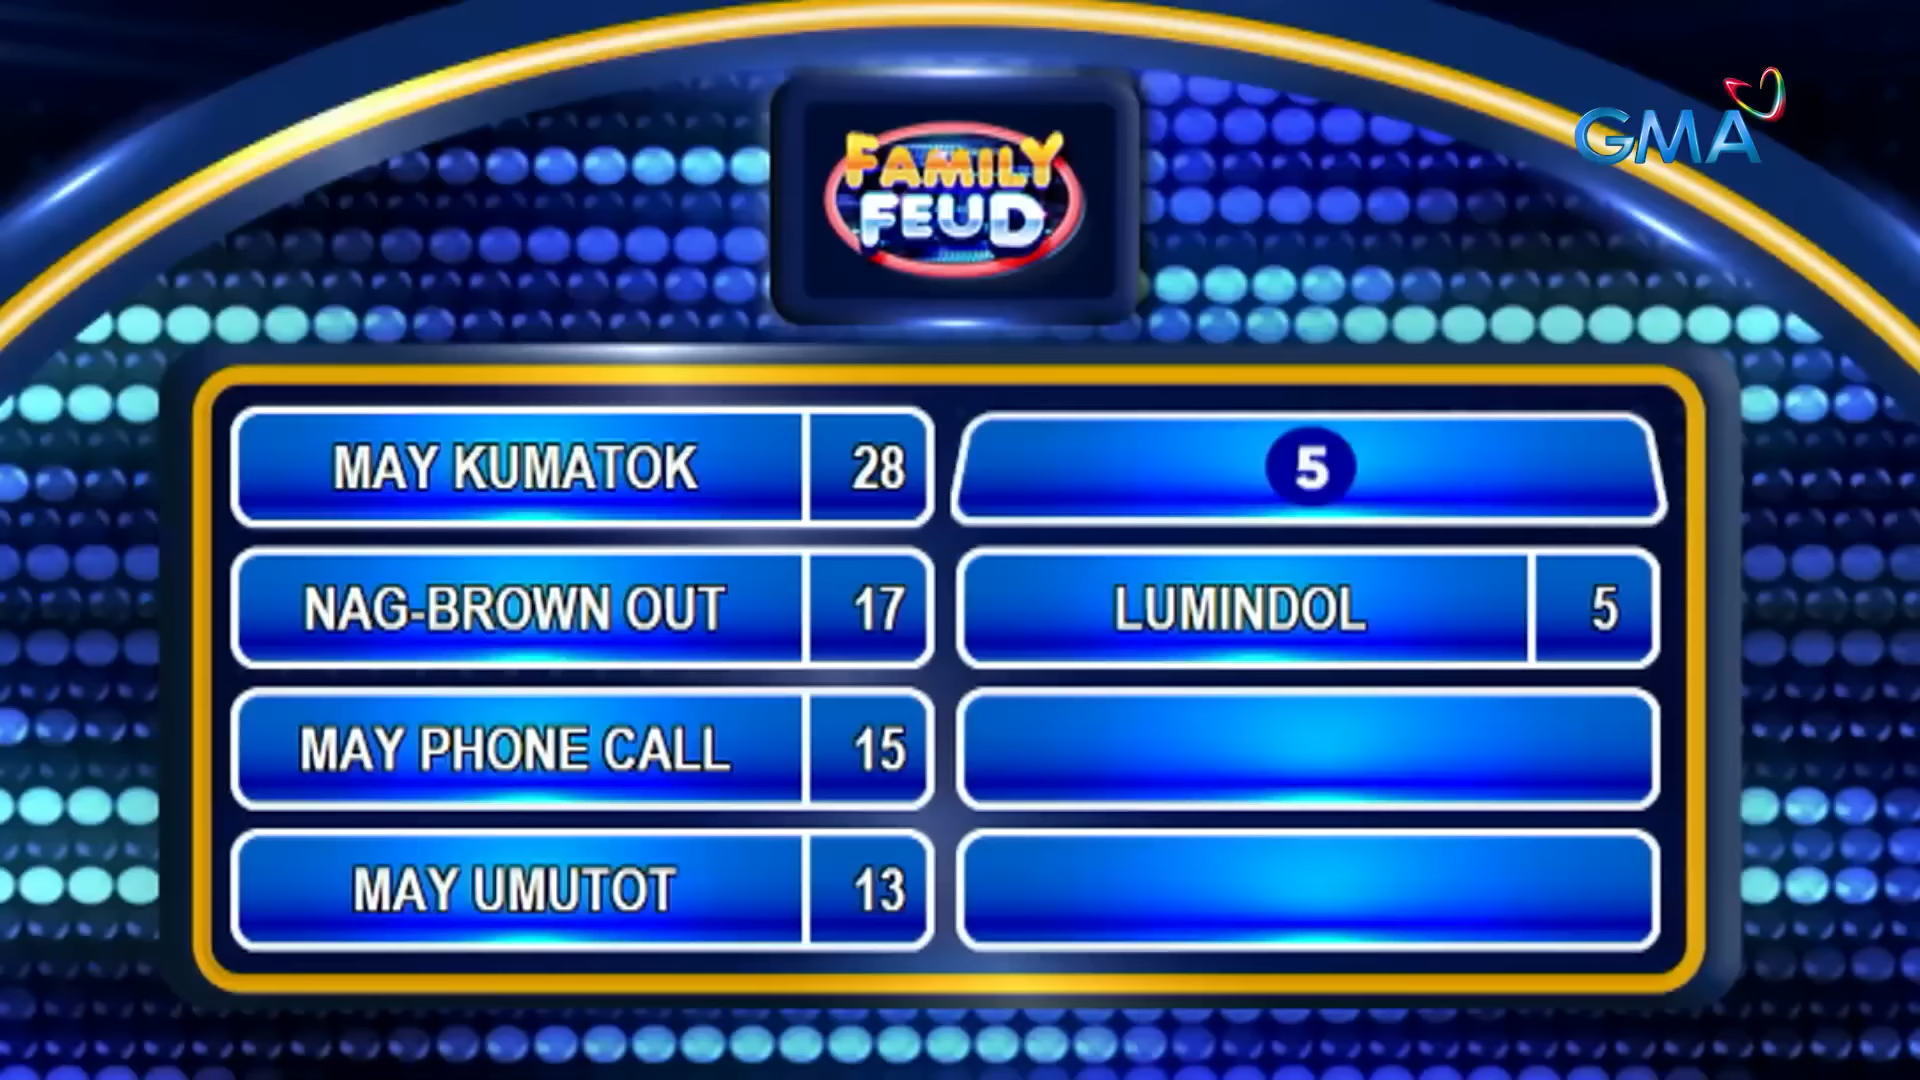 GMA
FAMILY
FEUD
MAY KUMATOK 28
NAG-BROWN OUT 17
MAY PHONE CALL 15
MAY UMUTOT 13
5
LUMINDOL 5